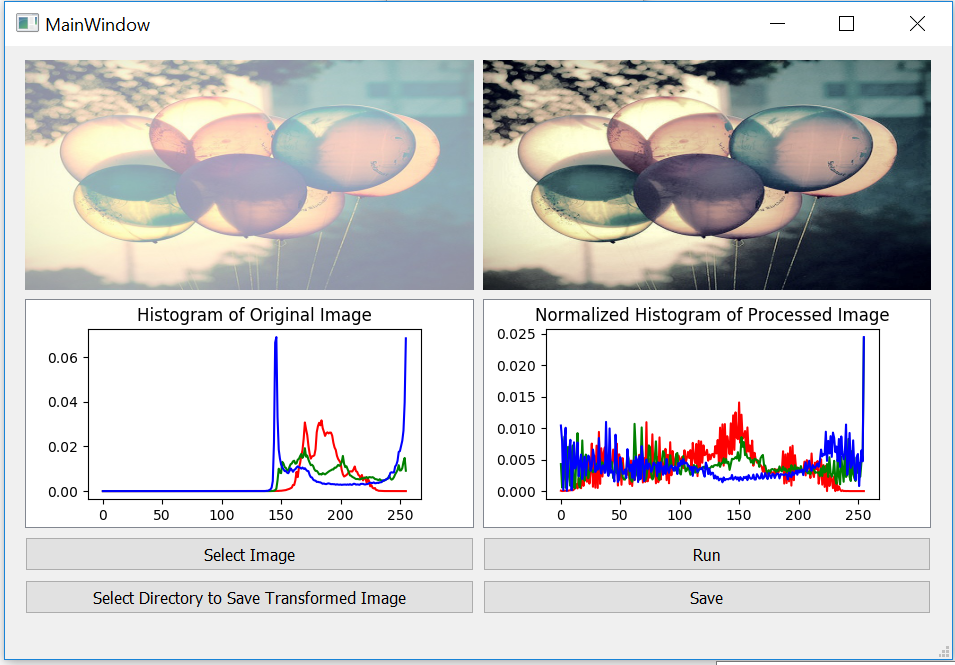 MainWindow
Histogram of Original Image
0.06
0.04
0.02
0.00
0 50 100 150 200 250
Normalized Histogram of Processed Image
0.025
0.020
0.015
0.010
0.005
0.000
0 50 100 150 200 250
Select Image
Run
Select Directory to Save Transformed Image
Save